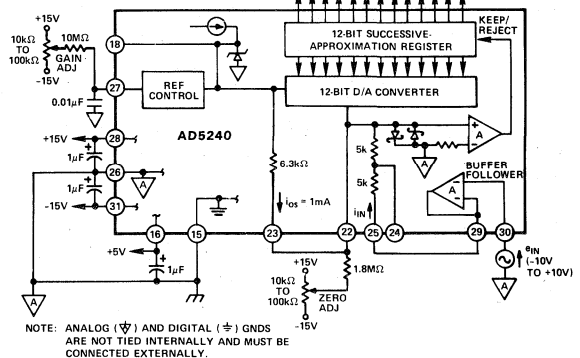 +15V
10kΩ
TO
100kΩ
-15V
10MΩ
GAIN
ADJ
0.01µF
18
27
REF
CONTROL
AD5240
12-BIT SUCCESSIVE-
APPROXIMATION REGISTER
12-BIT D/A CONVERTER
KEEP/
REJECT
+
-
A
A
5k
5k
BUFFER
FOLLOWER
A
-
6.3kΩ
iOS = 1mA
iIN
+15V
28
+
1µF
26
A
+
1µF
-15V
31
16
15
23
22
25
24
29
30
+5V
+
1µF
A
+15V
10kΩ
TO
100kΩ
-15V
1.8MΩ
ZERO
ADJ
eIN
(-10V
TO +10V)
A
NOTE: ANALOG (A) AND DIGITAL ( ) GNDS
ARE NOT TIED INTERNALLY AND MUST BE
CONNECTED EXTERNALLY.